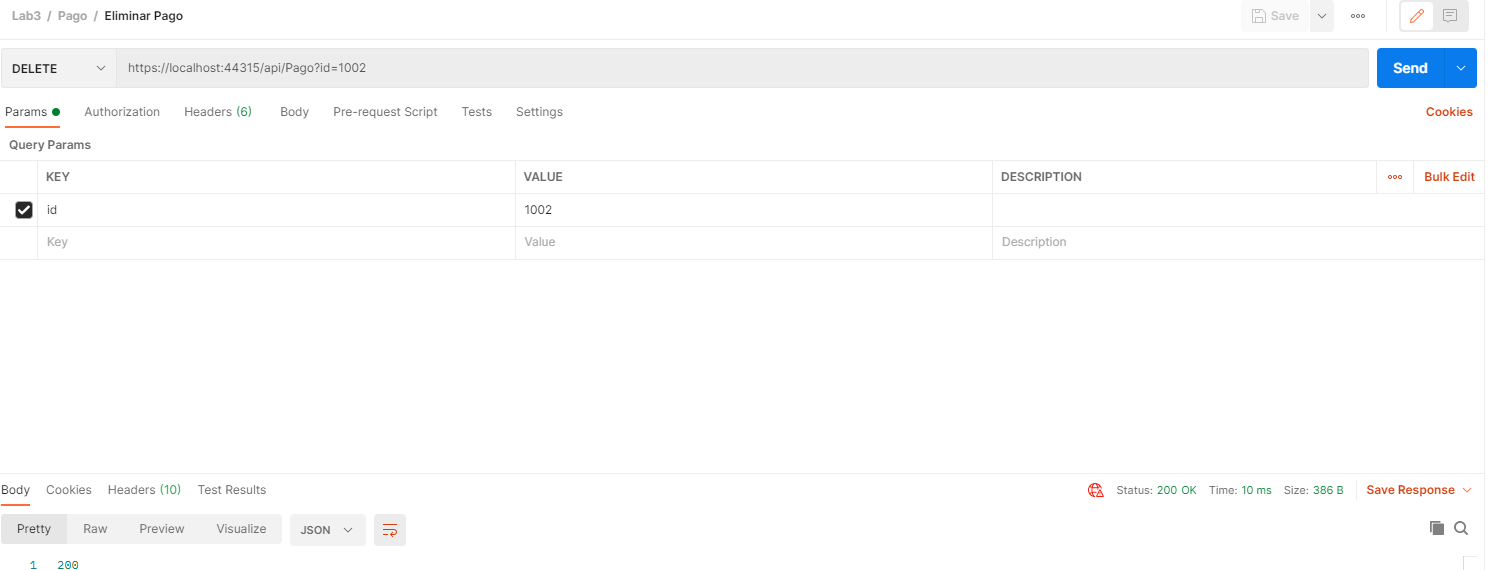 Lab3 / Pago / Eliminar Pago Save
DELETE https://localhost:44315/api/Pago?id=1002 Send
Params Authorization Headers (6) Body Pre-request Script Tests Settings Cookies
Query Params
KEY VALUE DESCRIPTION Bulk Edit
id 1002
Key Value Description
Body Cookies Headers (10) Test Results Status: 200 OK Time: 10 ms Size: 386 B Save Response
Pretty Raw Preview Visualize JSON
1 200